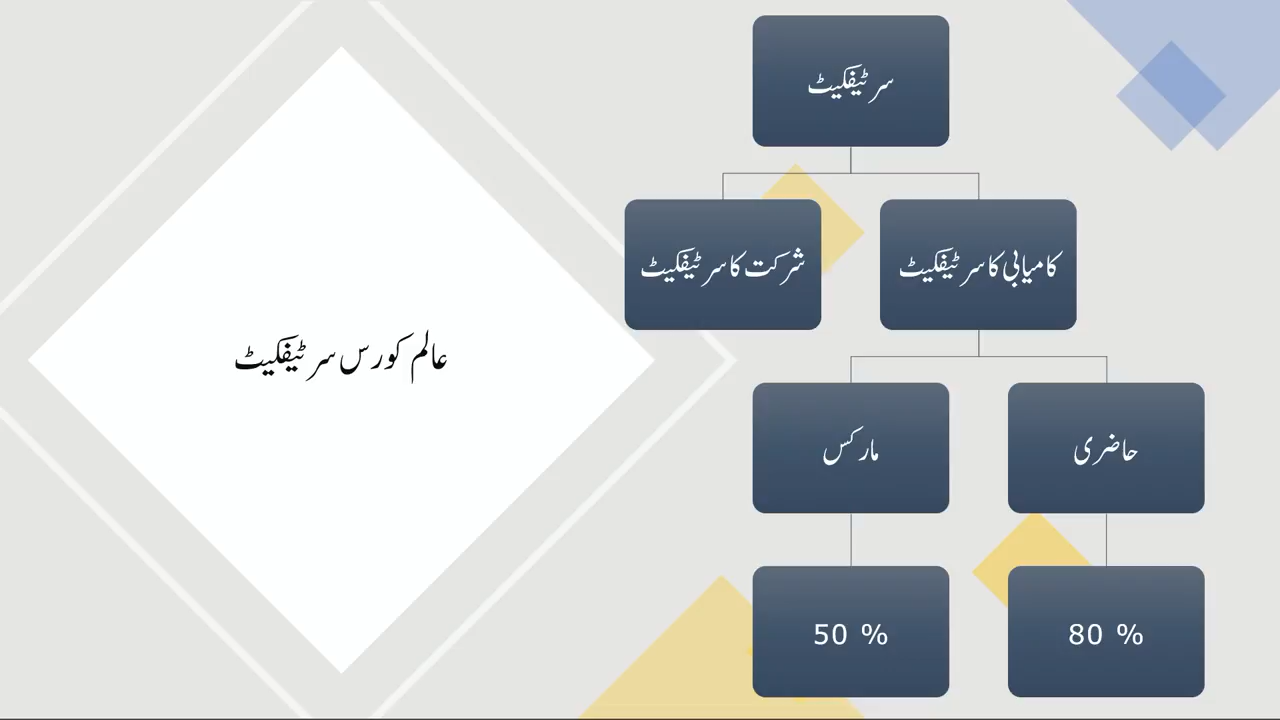 عالم کورس سرٹیفکیٹ
سرٹیفکیٹ
کامیابی کا سرٹیفکیٹ
شرکت کا سرٹیفکیٹ
حاضری
مارکس
80 %
50 %